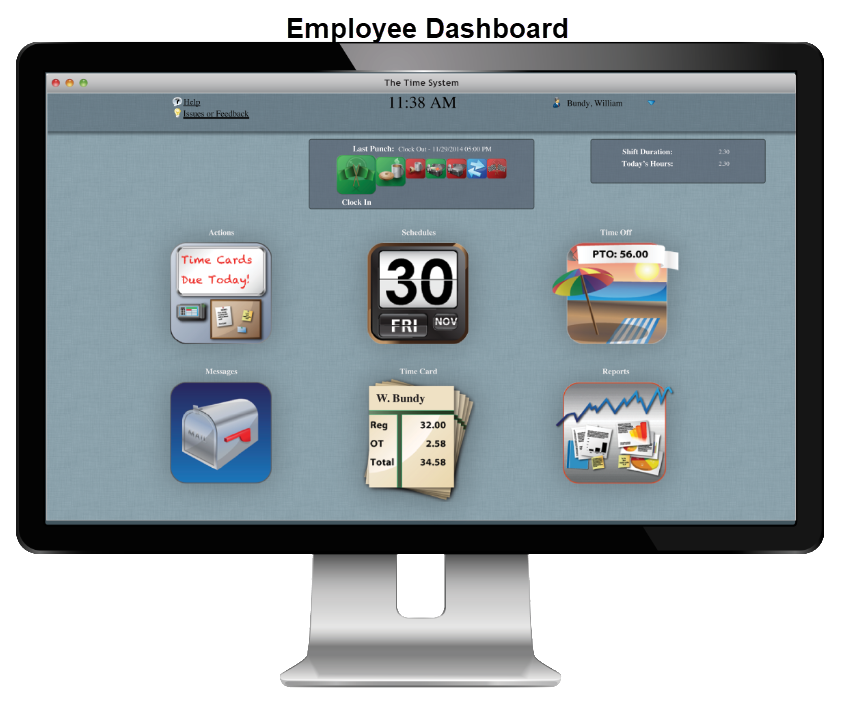 Employee Dashboard
The Time System
Help
11:38 AM
Bundy, William
Issues or Feedback
Last Punch: Clock Out - 11/29/2014 05:00 PM
Clock In
Shift Duration: 2.30
Today's Hours: 2.30
Actions
Schedules
Time Off
Time Cards
Due Today!
30
FRI
NOV
PTO: 56.00
Messages
Time Card
Reports
MAIL
W. Bundy
Reg 32.00
OT 2.58
Total 34.58